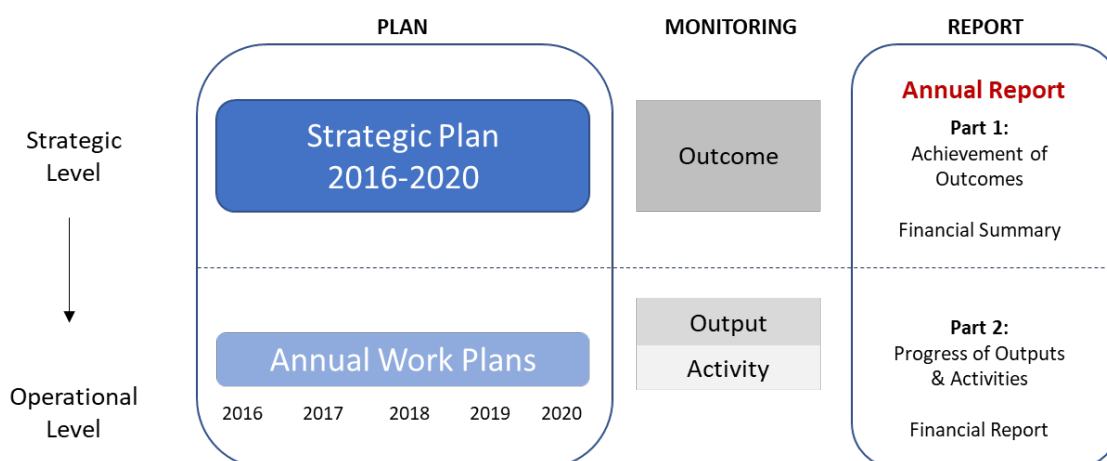 PLAN
MONITORING
REPORT
Strategic
Level
Strategic Plan
2016-2020
Outcome
Annual Report
Part 1:
Achievement of
Outcomes
Financial Summary
Operational
Level
Annual Work Plans
2016 2017 2018 2019 2020
Output
Activity
Part 2:
Progress of Outputs
& Activities
Financial Report